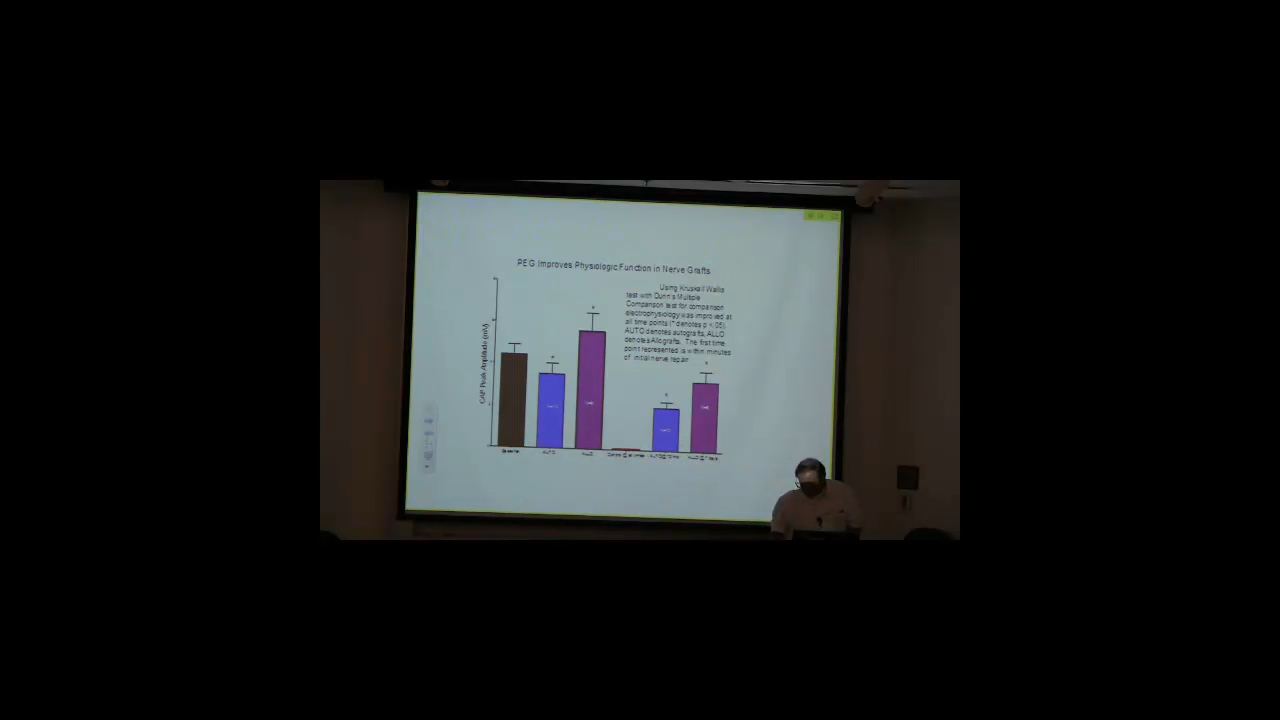 PEG Improves Physiologic Function in Nerve Grafts
Using Kruskall Wallis
test with Dunn's Multiple
Comparison test for comparison
electrophysiology was improved at
all time points (* denotes p <.05).
AUTO denotes autografts, ALLO
denotes Allografts. The first time
point represented is within minutes
of initial nerve repair
CAP Peak Amplitude (mV)
Baseline
AUTO
ALLO